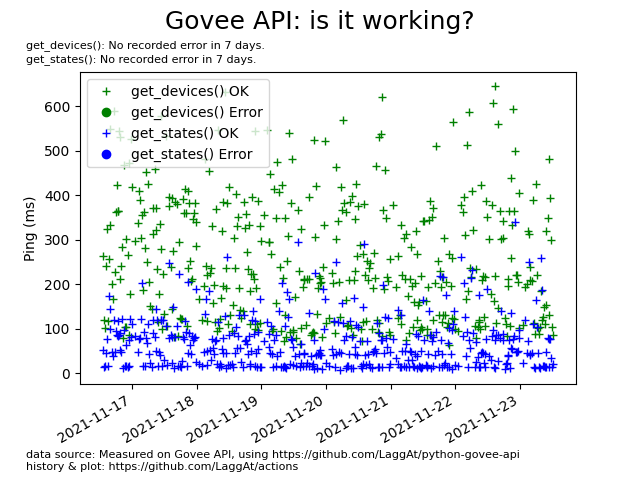 Govee API: is it working?
get_devices(): No recorded error in 7 days.
get_states(): No recorded error in 7 days.
get_devices() OK
get_devices() Error
get_states() OK
get_states() Error
Ping (ms)
600
500
400
300
200
100
0
2021-11-17
2021-11-18
2021-11-19
2021-11-20
2021-11-21
2021-11-22
2021-11-23
data source: Measured on Govee API, using https://github.com/LaggAt/python-govee-api
history & plot: https://github.com/LaggAt/actions